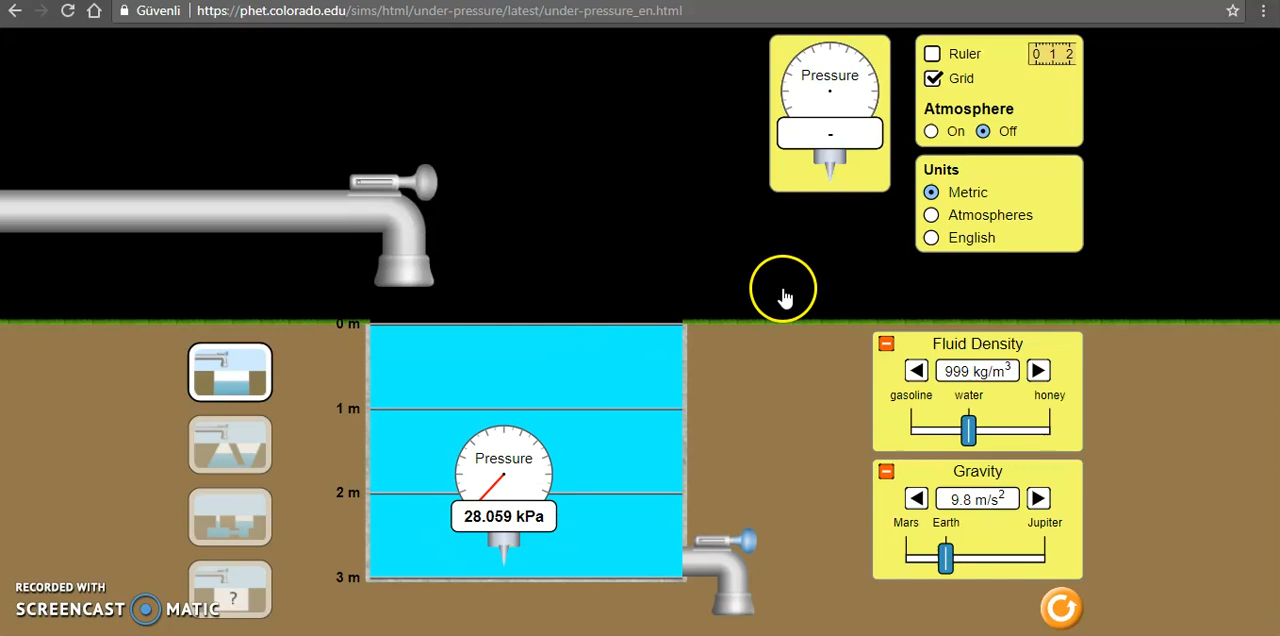 Güvenli
https://phet.colorado.edu/sims/html/under-pressure/latest/under-pressure_en.html
Pressure
-
Ruler
0 1 2
Grid
Atmosphere
On Off
Units
Metric
Atmospheres
English
0 m
1 m
2 m
3 m
Pressure
28.059 kPa
Fluid Density
999 kg/m³
gasoline water honey
Gravity
9.8 m/s²
Mars Earth Jupiter
?
RECORDED WITH
SCREENCAST MATIC